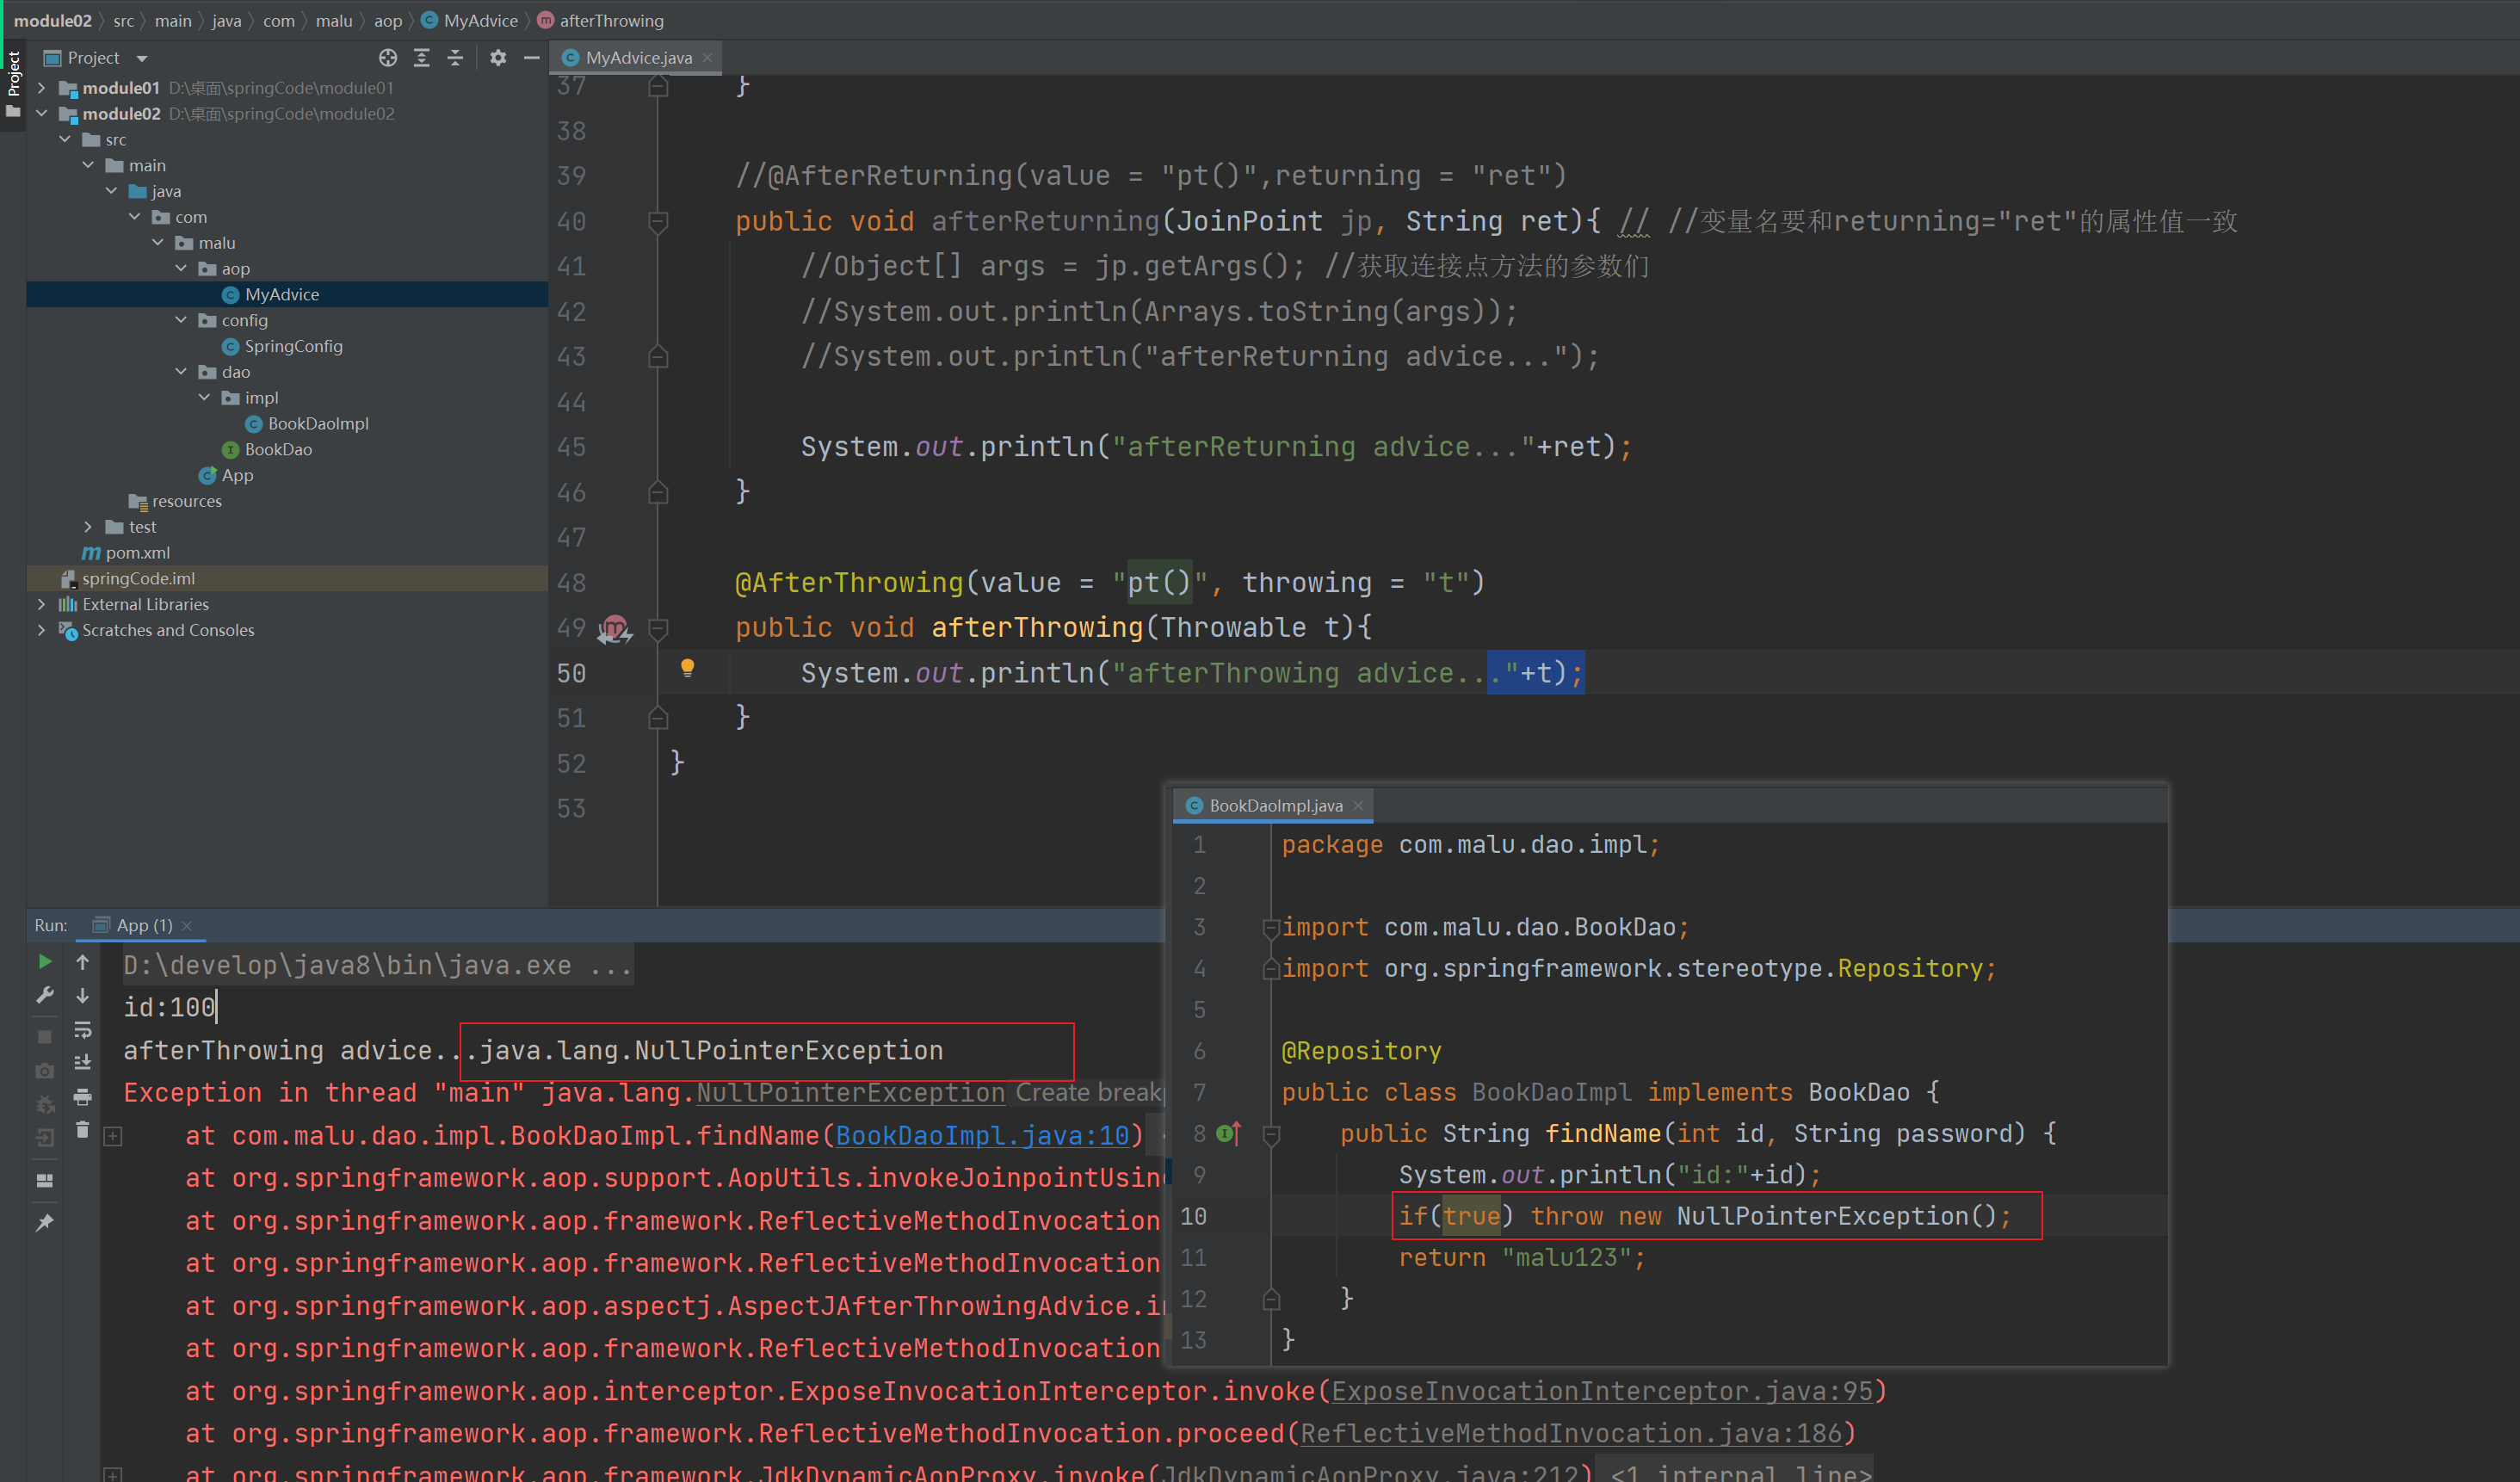 module02 src main java com malu aop MyAdvice afterThrowing
Project
Project
module01 D:\桌面\springCode\module01
module02 D:\桌面\springCode\module02
src
main
java
com
malu
aop
MyAdvice
config
SpringConfig
dao
impl
BookDaoImpl
BookDao
App
resources
test
pom.xml
springCode.iml
External Libraries
Scratches and Consoles
MyAdvice.java
37 }
38
39 //@AfterReturning(value = "pt()",returning = "ret")
40 public void afterReturning(JoinPoint jp, String ret){ // //变量名要和returning="ret"的属性值一致
41 //Object[] args = jp.getArgs(); //获取连接点方法的参数们
42 //System.out.println(Arrays.toString(args));
43 //System.out.println("afterReturning advice...");
44
45 System.out.println("afterReturning advice..."+ret);
46 }
47
48 @AfterThrowing(value = "pt()", throwing = "t")
49 public void afterThrowing(Throwable t){
50 System.out.println("afterThrowing advice..."+t);
51 }
52 }
53
BookDaoImpl.java
1 package com.malu.dao.impl;
2
3 import com.malu.dao.BookDao;
4 import org.springframework.stereotype.Repository;
5
6 @Repository
7 public class BookDaoImpl implements BookDao {
8 public String findName(int id, String password) {
9 System.out.println("id:"+id);
10 if(true) throw new NullPointerException();
11 return "malu123";
12 }
13 }
Run: App (1)
D:\develop\java8\bin\java.exe ...
id:100
afterThrowing advice...java.lang.NullPointerException
Exception in thread "main" java.lang.NullPointerException Create
at com.malu.dao.impl.BookDaoImpl.findName(BookDaoImpl.java:10)
at org.springframework.aop.support.AopUtils.
at org.springframework.aop.framework.ReflectiveMethodInvocation
at org.springframework.aop.framework.ReflectiveMethodInvocation
at org.springframework.aop.aspectj.AspectJAfterThrowingAdvice.
at org.springframework.aop.framework.ReflectiveMethodInvocation
at org.springframework.aop.interceptor.ExposeInvocationInterceptor.invoke(ExposeInvocationInterceptor.java:95)
at org.springframework.aop.framework.ReflectiveMethodInvocation.proceed(ReflectiveMethodInvocation.java:186)
at org.springframework.aop.framework.JdkDynamicAopProxy.invoke(JdkDynamicAopProxy.java:212) <1 internal line>